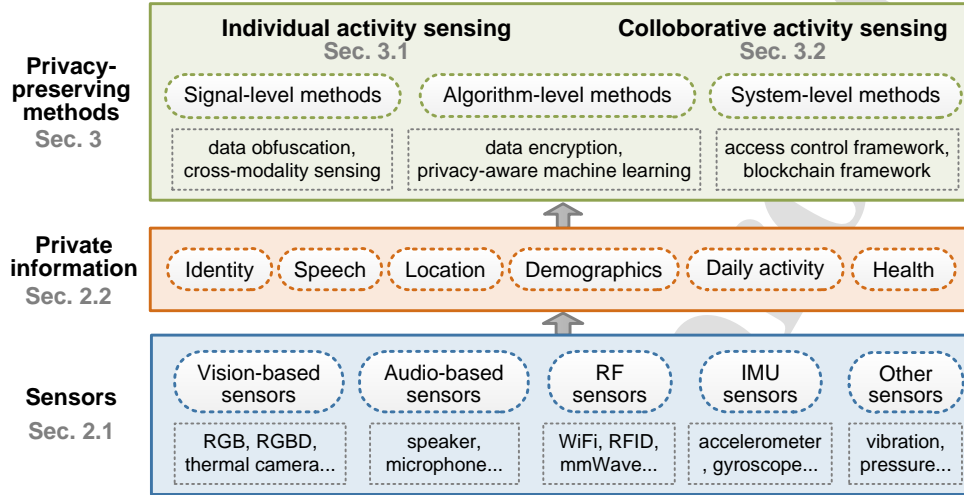 Individual activity sensing
Sec. 3.1
Collaborative activity sensing
Sec. 3.2
Privacy-
preserving
methods
Sec. 3
Signal-level methods
Algorithm-level methods
System-level methods
data obfuscation,
cross-modality sensing
data encryption,
privacy-aware machine learning
access control framework,
blockchain framework
Private
information
Sec. 2.2
Identity
Speech
Location
Demographics
Daily activity
Health
Sensors
Sec. 2.1
Vision-based
sensors
Audio-based
sensors
RF
sensors
IMU
sensors
Other
sensors
RGB, RGBD,
thermal camera...
speaker,
microphone...
WiFi, RFID,
mmWave...
accelerometer
, gyroscope...
vibration,
pressure...